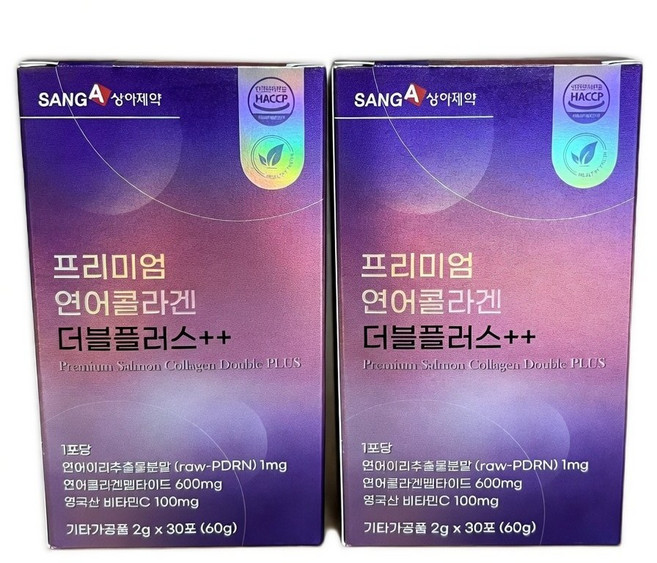 SANGA 상아제약
HACCP
프리미엄
연어콜라겐
더블플러스++
Premium Salmon Collagen Double PLUS
1포당
연어이리추출물분말 (raw-PDRN) 1mg
연어콜라겐펩타이드 600mg
영국산 비타민C 100mg
기타가공품 2g x 30포 (60g)
SANGA 상아제약
HACCP
프리미엄
연어콜라겐
더블플러스++
Premium Salmon Collagen Double PLUS
1포당
연어이리추출물분말 (raw-PDRN) 1mg
연어콜라겐펩타이드 600mg
영국산 비타민C 100mg
기타가공품 2g x 30포 (60g)